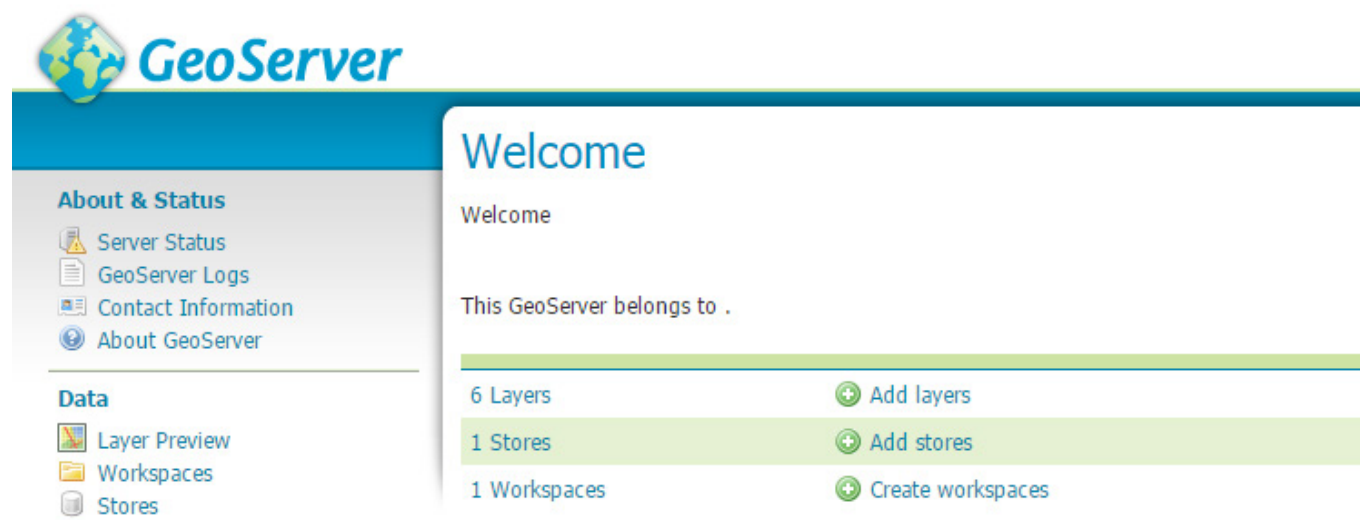 GeoServer
About & Status
Server Status
GeoServer Logs
Contact Information
About GeoServer
Data
Layer Preview
Workspaces
Stores
Welcome
Welcome
This GeoServer belongs to .
6 Layers Add layers
1 Stores Add stores
1 Workspaces Create workspaces